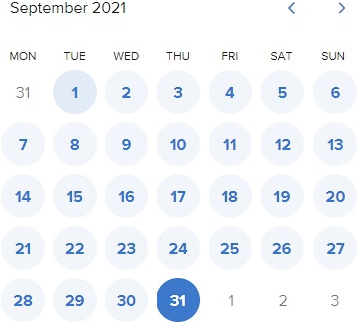 September 2021
MON TUE WED THU FRI SAT SUN
31 1 2 3 4 5 6
7 8 9 10 11 12 13
14 15 16 17 18 19 20
21 22 23 24 25 26 27
28 29 30 31 1 2 3